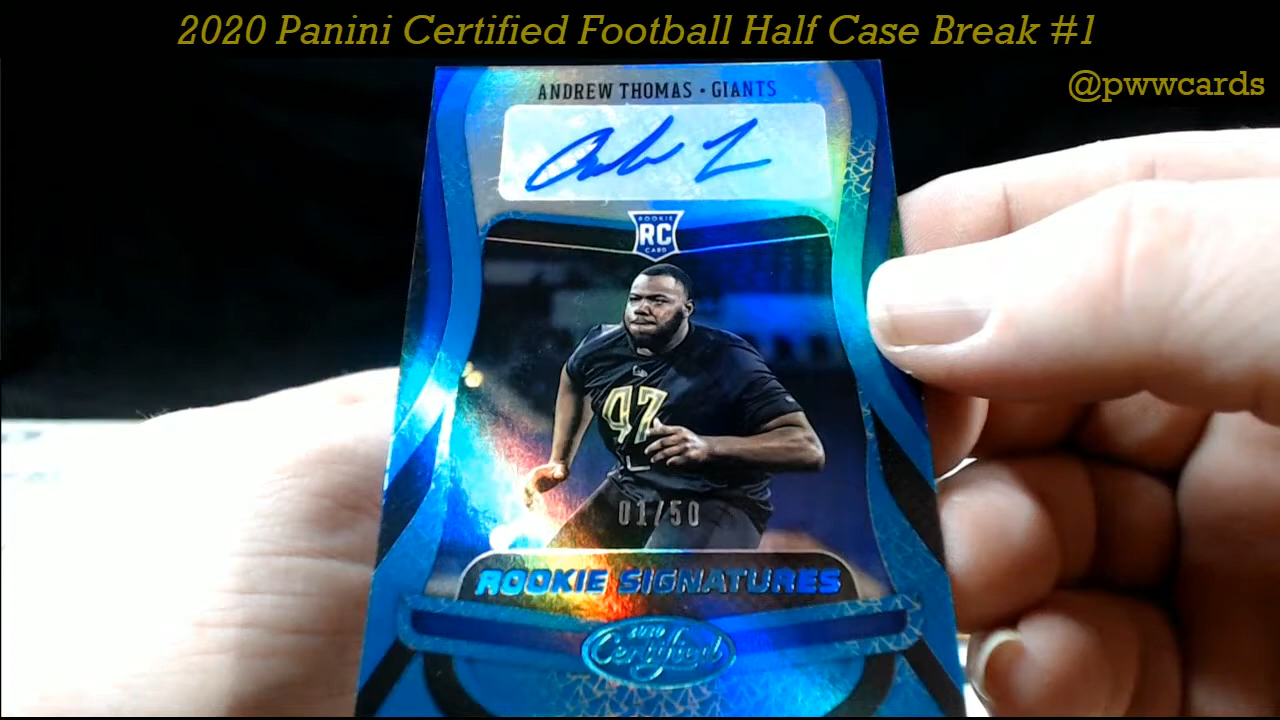 2020 Panini Certified Football Half Case Break #1
@pwwcards
ANDREW THOMAS • GIANTS
ROOKIE
RC
CARD
47
01/50
ROOKIE SIGNATURES
2020
Certified